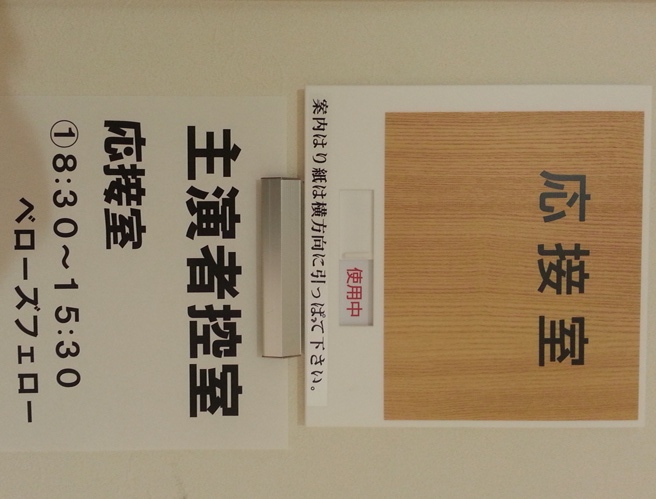 応接室
使用中
案内はり紙は横方向に引っぱって下さい。
主演者控室
応接室
①8:30～15:30
ベローズフェロー